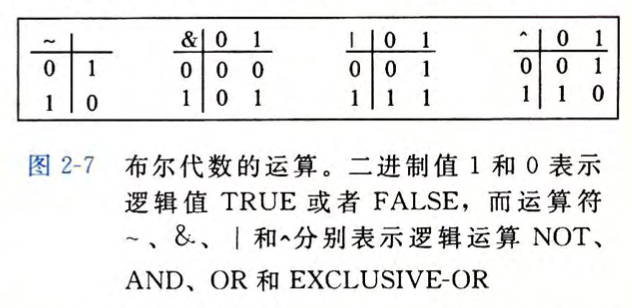 ~ & 0 1 | 0 1 ^ 0 1
0 1 0 0 0 0 0 1 0 0 1
1 0 1 0 1 1 1 1 1 1 0
图 2-7 布尔代数的运算。二进制值 1 和 0 表示
逻辑值 TRUE 或者 FALSE，而运算符
~、&、| 和^分别表示逻辑运算 NOT、
AND、OR 和 EXCLUSIVE-OR